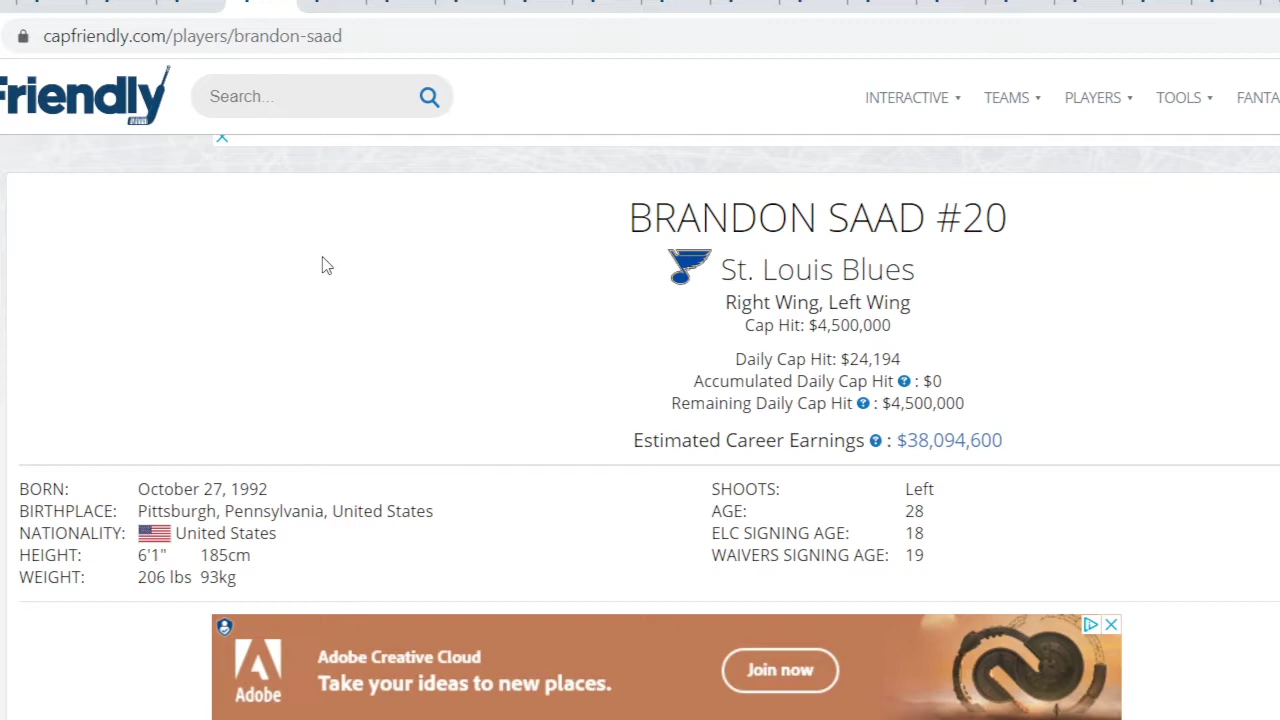 capfriendly.com/players/brandon-saad
Friendly
Search...
INTERACTIVE TEAMS PLAYERS TOOLS FANTA
BRANDON SAAD #20
St. Louis Blues
Right Wing, Left Wing
Cap Hit: $4,500,000
Daily Cap Hit: $24,194
Accumulated Daily Cap Hit ? : $0
Remaining Daily Cap Hit ? : $4,500,000
Estimated Career Earnings ? : $38,094,600
BORN: October 27, 1992
BIRTHPLACE: Pittsburgh, Pennsylvania, United States
NATIONALITY: United States
HEIGHT: 6'1" 185cm
WEIGHT: 206 lbs 93kg
SHOOTS: Left
AGE: 28
ELC SIGNING AGE: 18
WAIVERS SIGNING AGE: 19
Adobe
Adobe Creative Cloud
Take your ideas to new places.
Join now